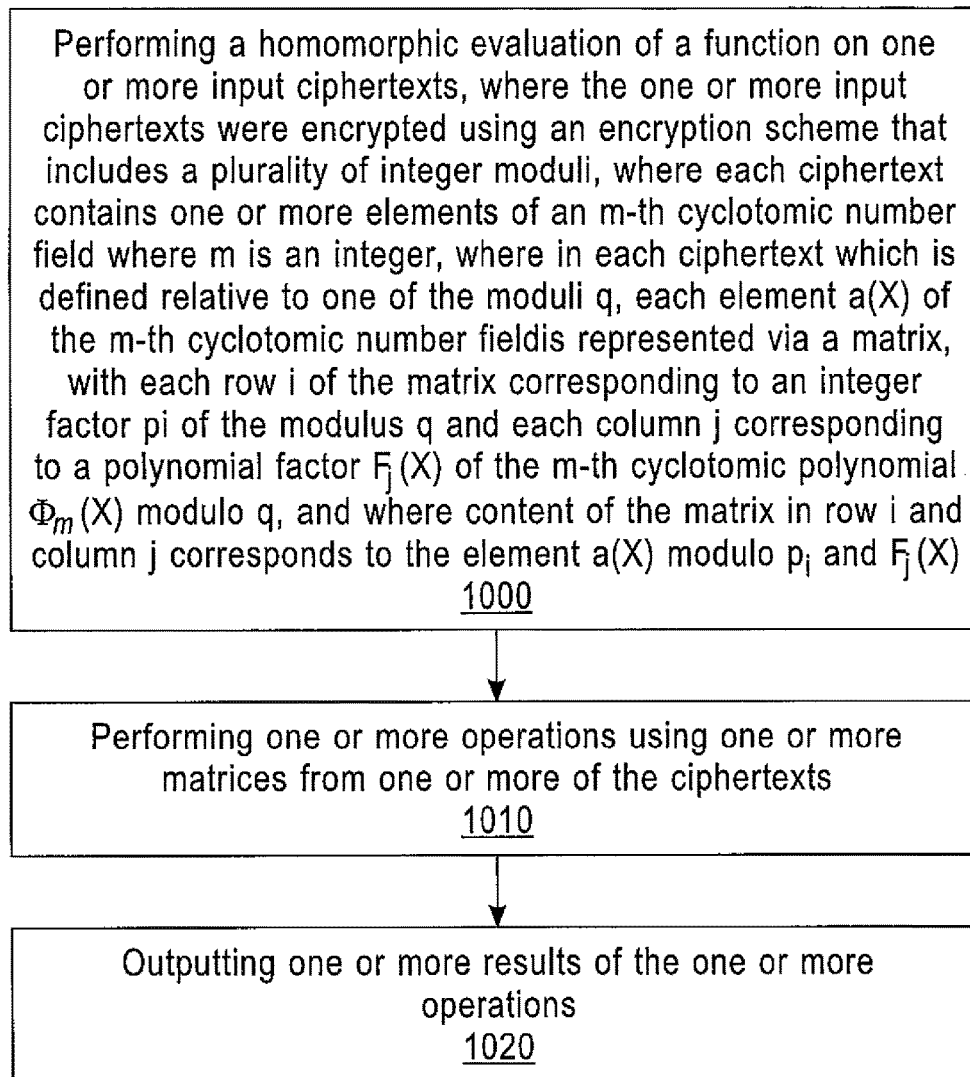 Performing a homomorphic evaluation of a function on one
or more input ciphertexts, where the one or more input
ciphertexts were encrypted using an encryption scheme that
includes a plurality of integer moduli, where each ciphertext
contains one or more elements of an m-th cyclotomic number
field where m is an integer, where in each ciphertext which is
defined relative to one of the moduli q, each element a(X) of
the m-th cyclotomic number fieldis represented via a matrix,
with each row i of the matrix corresponding to an integer
factor pi of the modulus q and each column j corresponding
to a polynomial factor Fⱼ(X) of the m-th cyclotomic polynomial
Φₘ(X) modulo q, and where content of the matrix in row i and
column j corresponds to the element a(X) modulo pᵢ and Fⱼ(X)
1000
Performing one or more operations using one or more
matrices from one or more of the ciphertexts
1010
Outputting one or more results of the one or more
operations
1020